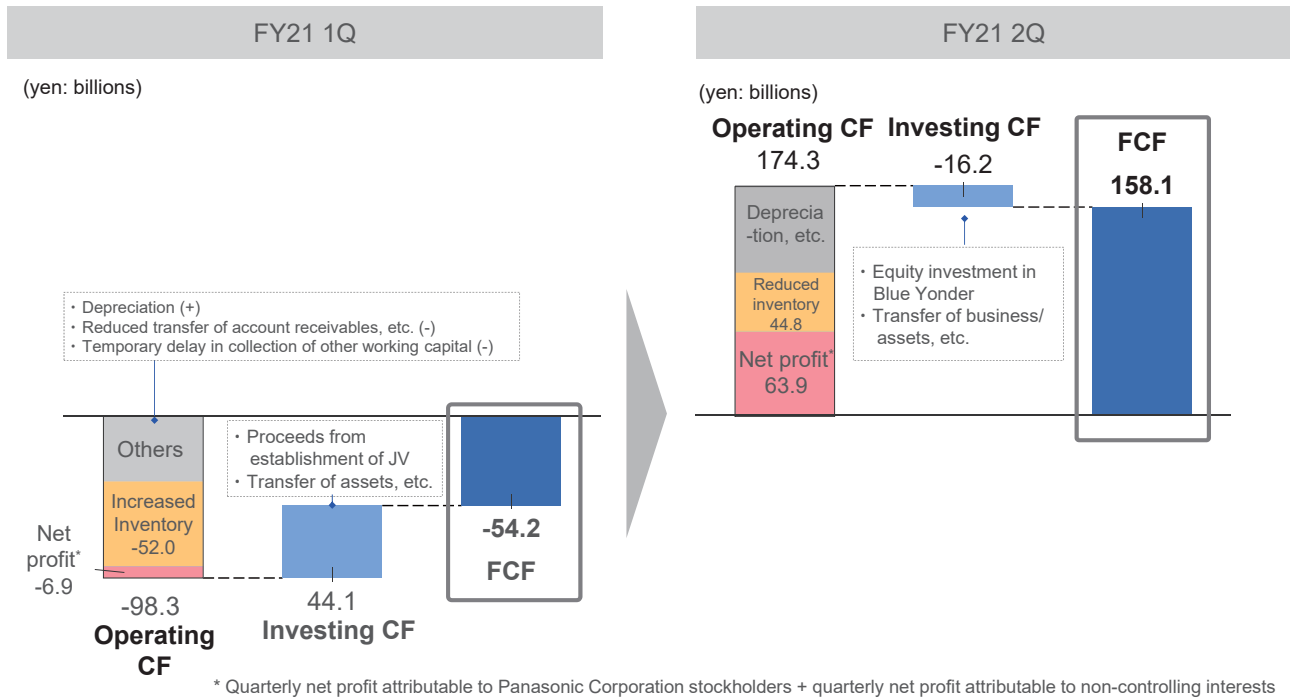 FY21 1Q
(yen: billions)
・Depreciation (+)
・Reduced transfer of account receivables, etc. (-)
・Temporary delay in collection of other working capital (-)
Others
Increased
Inventory
-52.0
Net
profit*
-6.9
-98.3
Operating
CF
・Proceeds from
establishment of JV
・Transfer of assets, etc.
44.1
Investing CF
-54.2
FCF
FY21 2Q
(yen: billions)
Operating CF
174.3
Deprecia
-tion, etc.
Reduced
inventory
44.8
Net profit*
63.9
Investing CF
-16.2
・Equity investment in
Blue Yonder
・Transfer of business/
assets, etc.
FCF
158.1
* Quarterly net profit attributable to Panasonic Corporation stockholders + quarterly net profit attributable to non-controlling interests